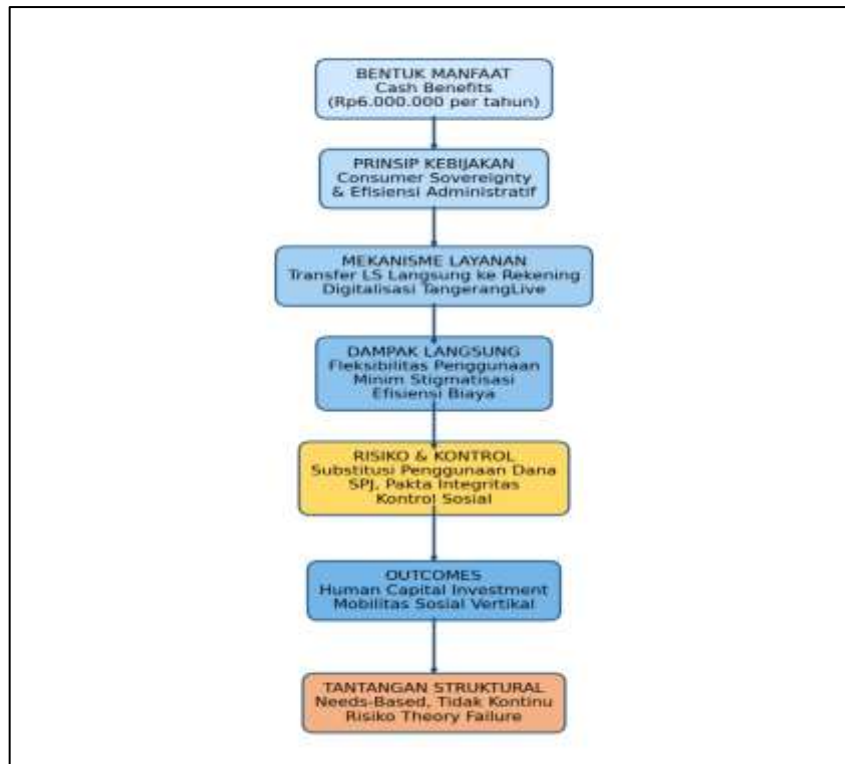 BENTUK MANFAAT
Cash Benefits
(Rp6.000.000 per tahun)
PRINSIP KEBIJAKAN
Consumer Sovereignty
& Efisiensi Administratif
MEKANISME LAYANAN
Transfer LS Langsung ke Rekening
Digitalisasi TangerangLive
DAMPAK LANGSUNG
Fleksibilitas Penggunaan
Minim Stigmatisasi
Efisiensi Biaya
RISIKO & KONTROL
Substitusi Penggunaan Dana
SPJ, Pakta Integritas
Kontrol Sosial
OUTCOMES
Human Capital Investment
Mobilitas Sosial Vertikal
TANTANGAN STRUKTURAL
Needs-Based, Tidak Kontinu
Risiko Theory Failure